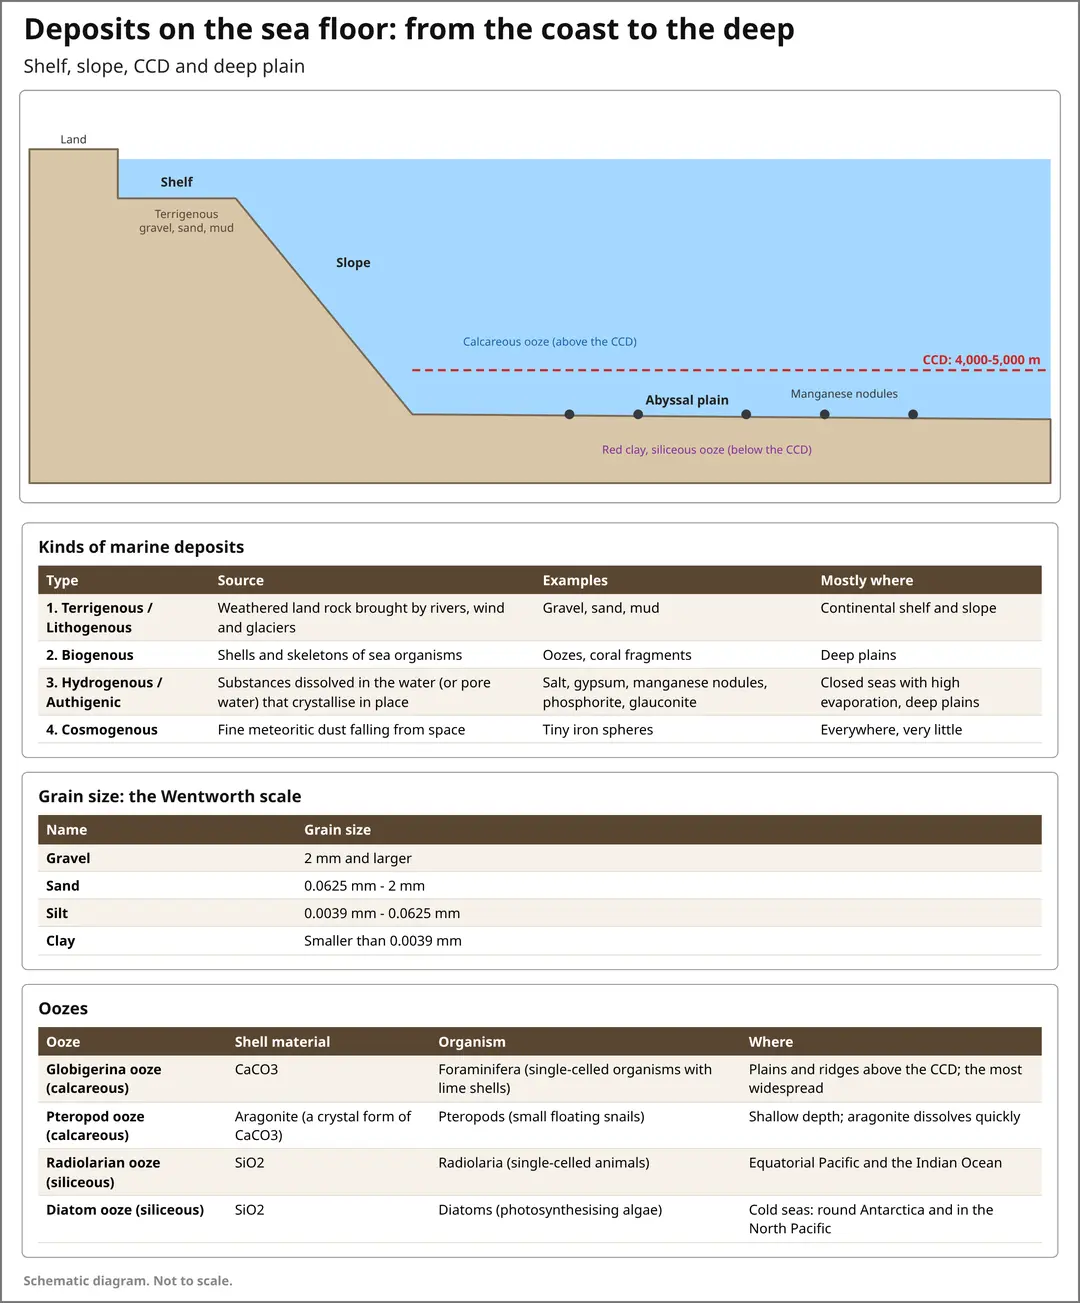 Deposits on the sea floor: from the coast to the deep
Shelf, slope, CCD and deep plain
Land
Shelf
Terrigenous
gravel, sand, mud
Slope
Calcareous ooze (above the CCD)
CCD: 4,000-5,000 m
Manganese nodules
Abyssal plain
Red clay, siliceous ooze (below the CCD)
Kinds of marine deposits
Type Source Examples Mostly where
1. Terrigenous / Weathered land rock brought by rivers, wind Gravel, sand, mud Continental shelf and slope
Lithogenous and glaciers
2. Biogenous Shells and skeletons of sea organisms Oozes, coral fragments Deep plains
3. Hydrogenous / Substances dissolved in the water (or pore Salt, gypsum, manganese nodules, Closed seas with high
Authigenic water) that crystallise in place phosphorite, glauconite evaporation, deep plains
4. Cosmogenous Fine meteoritic dust falling from space Tiny iron spheres Everywhere, very little
Grain size: the Wentworth scale
Name Grain size
Gravel 2 mm and larger
Sand 0.0625 mm - 2 mm
Silt 0.0039 mm - 0.0625 mm
Clay Smaller than 0.0039 mm
Oozes
Ooze Shell material Organism Where
Globigerina ooze CaCO3 Foraminifera (single-celled organisms with Plains and ridges above the CCD; the most
(calcareous) lime shells) widespread
Pteropod ooze Aragonite (a crystal form of Pteropods (small floating snails) Shallow depth; aragonite dissolves quickly
(calcareous) CaCO3)
Radiolarian ooze SiO2 Radiolaria (single-celled animals) Equatorial Pacific and the Indian Ocean
(siliceous)
Diatom ooze (siliceous) SiO2 Diatoms (photosynthesising algae) Cold seas: round Antarctica and in the
North Pacific
Schematic diagram. Not to scale.